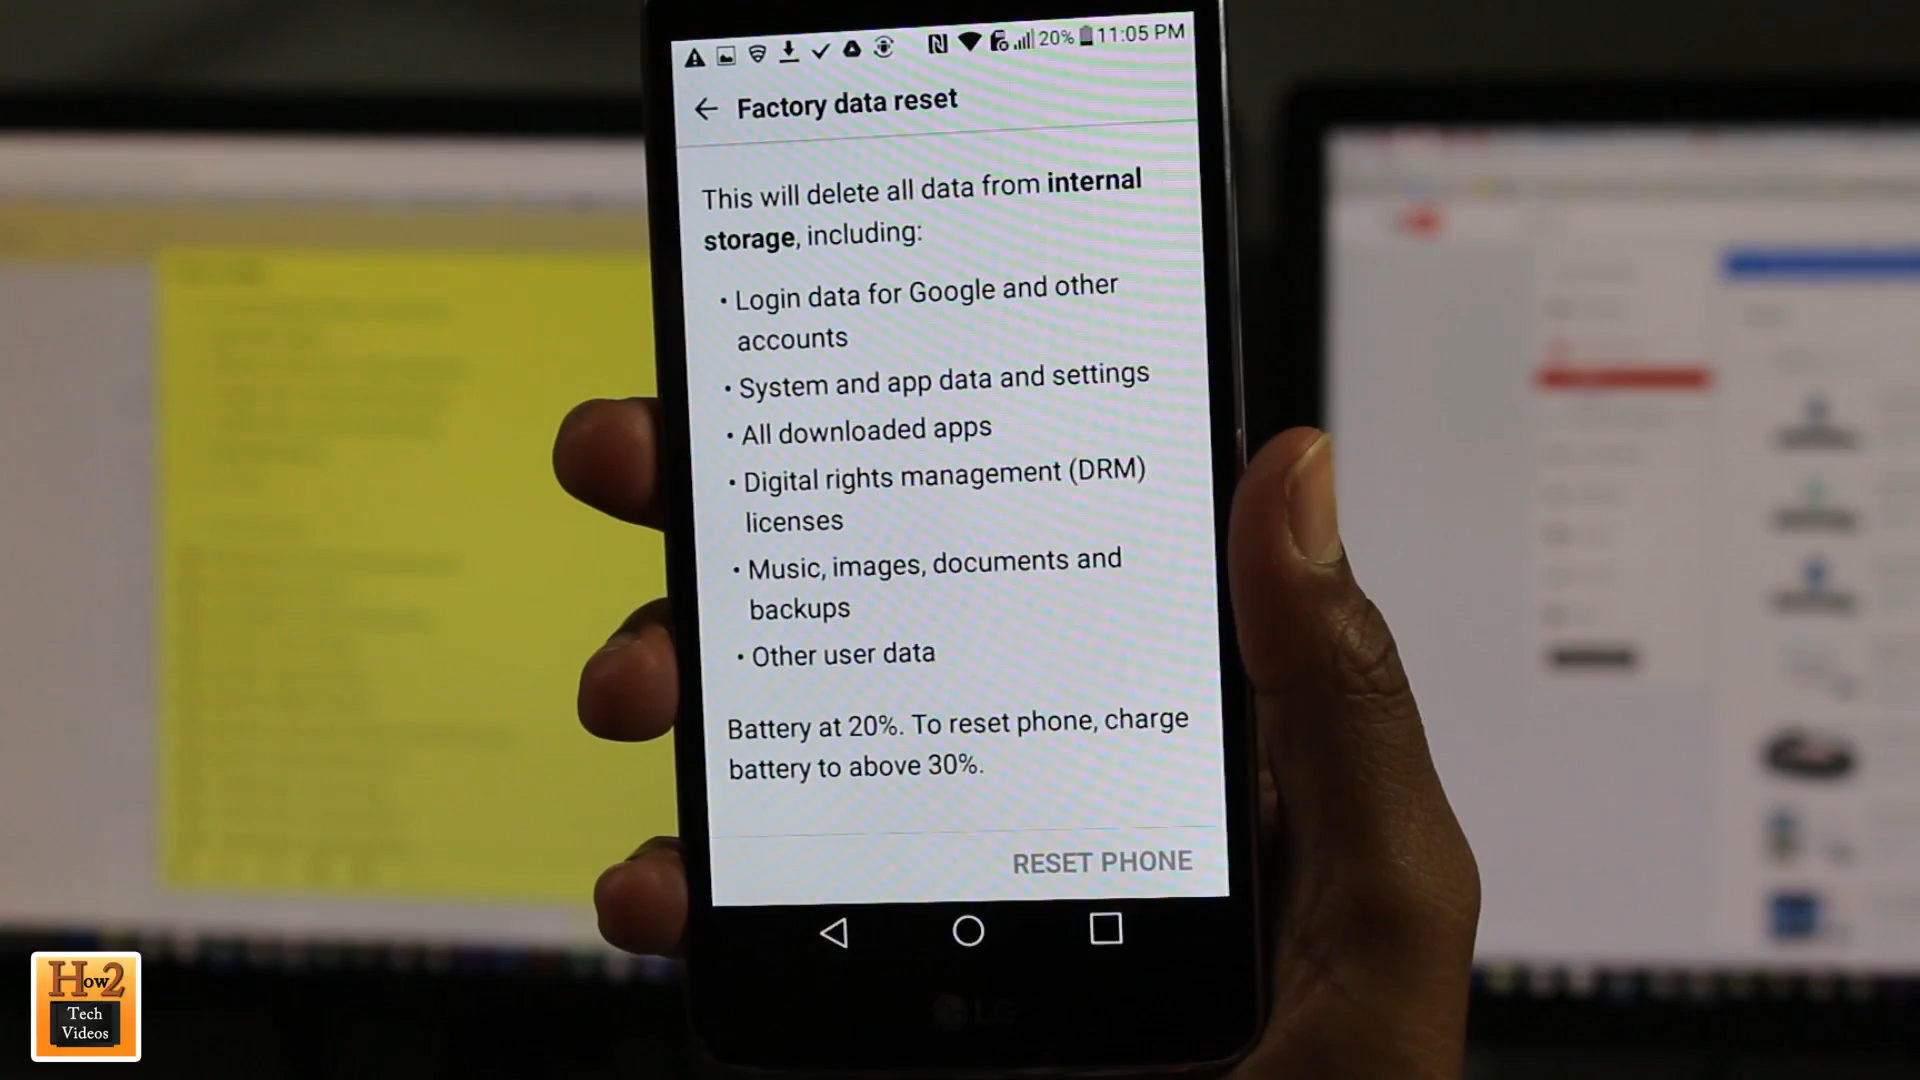 20% 11:05 PM
Factory data reset
This will delete all data from internal
storage, including:
• Login data for Google and other
accounts
• System and app data and settings
• All downloaded apps
• Digital rights management (DRM)
licenses
• Music, images, documents and
backups
• Other user data
Battery at 20%. To reset phone, charge
battery to above 30%.
RESET PHONE
LG
How2
Tech
Videos